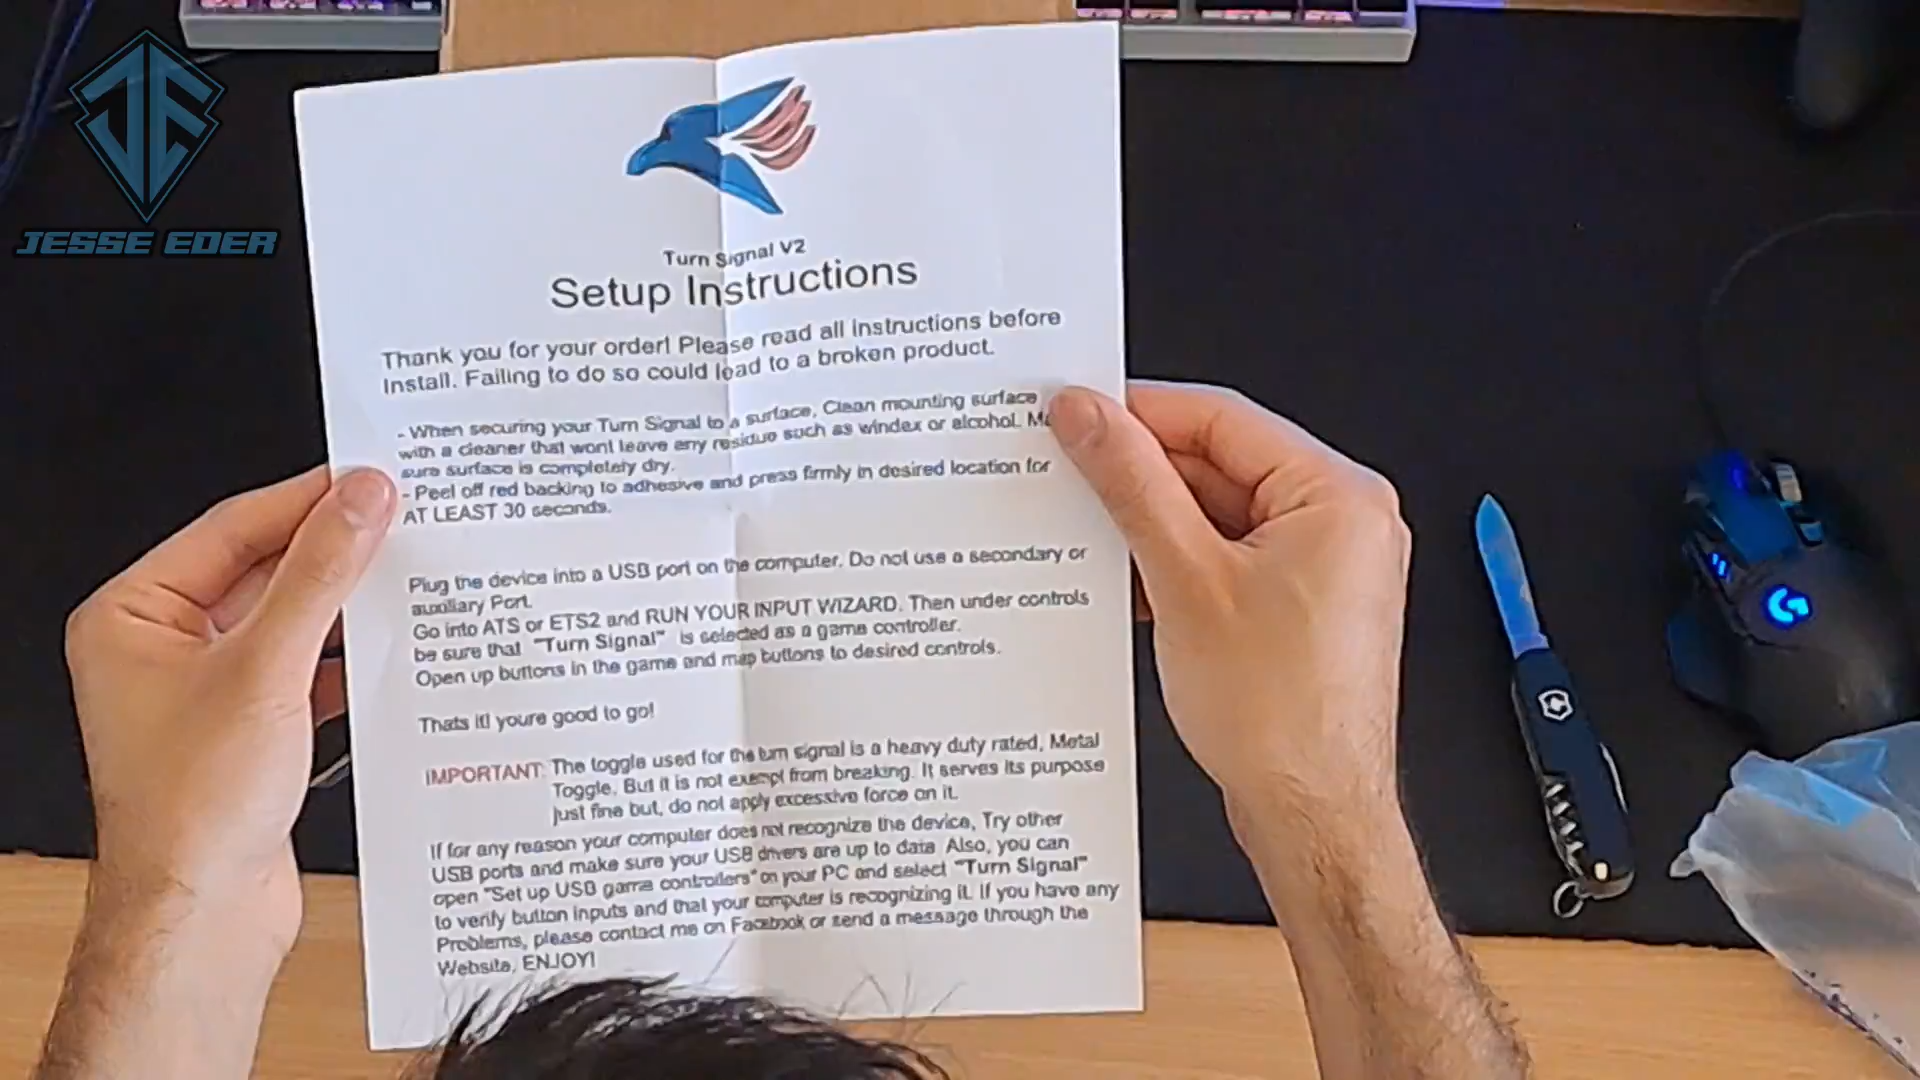 JESSE EDER
Turn Signal V2
Setup Instructions
Thank you for your order! Please read all instructions before
install. Failing to do so could lead to a broken product.
- When securing your Turn Signal to a surface, Clean mounting surface
with a cleaner that wont leave any residue such as windex or alcohol.
sure surface is completely dry.
- Peel off red backing to adhesive and press firmly in desired location for
AT LEAST 30 seconds.
Plug the device into a USB port on the computer. Do not use a secondary or
auxiliary Port.
Go into ATS or ETS2 and RUN YOUR INPUT WIZARD. Then under controls
be sure that "Turn Signal" is selected as a game controller.
Open up buttons in the game and map buttons to desired controls.
Thats it! youre good to go!
IMPORTANT: The toggle used for the turn signal is a heavy duty rated, Metal
Toggle. But it is not exempt from breaking. It serves its purpose
just fine but, do not apply excessive force on it.
If for any reason your computer does not recognize the device, Try other
USB ports and make sure your USB drivers are up to data. Also, you can
open "Set up USB game controllers" on your PC and select "Turn Signal"
to verify button inputs and that your computer is recognizing it. If you have any
Problems, please contact me on Facebook or send a message through the
Website, ENJOY!